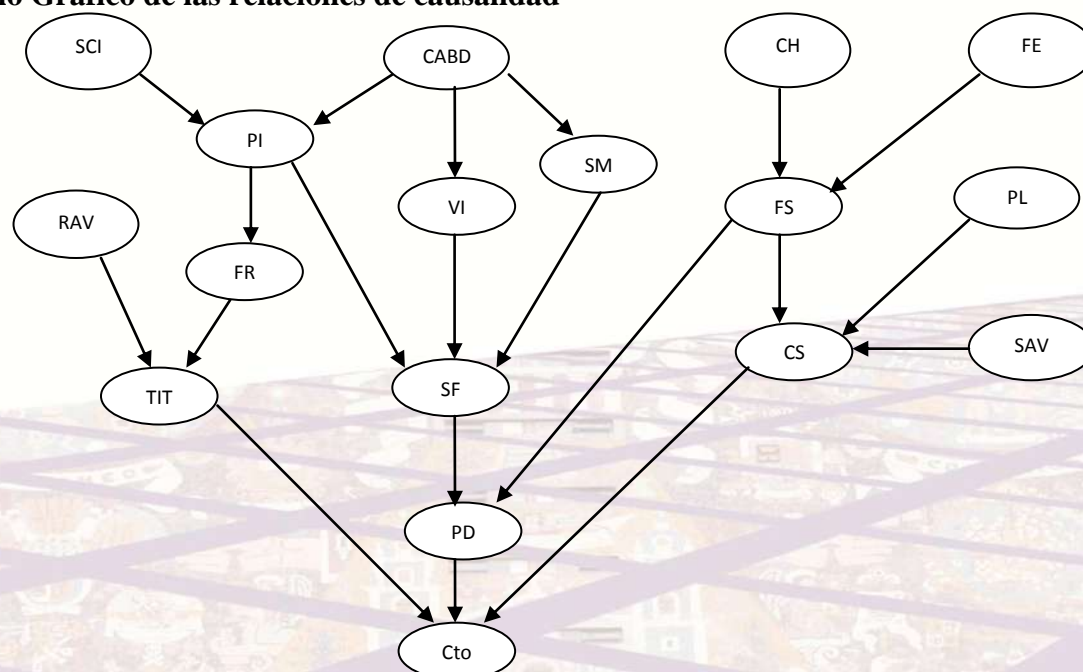 Gráfico de las relaciones de causalidad
SCI
CABD
CH
FE
PI
SM
RAV
VI
FS
PL
FR
TIT
SF
CS
SAV
PD
Cto